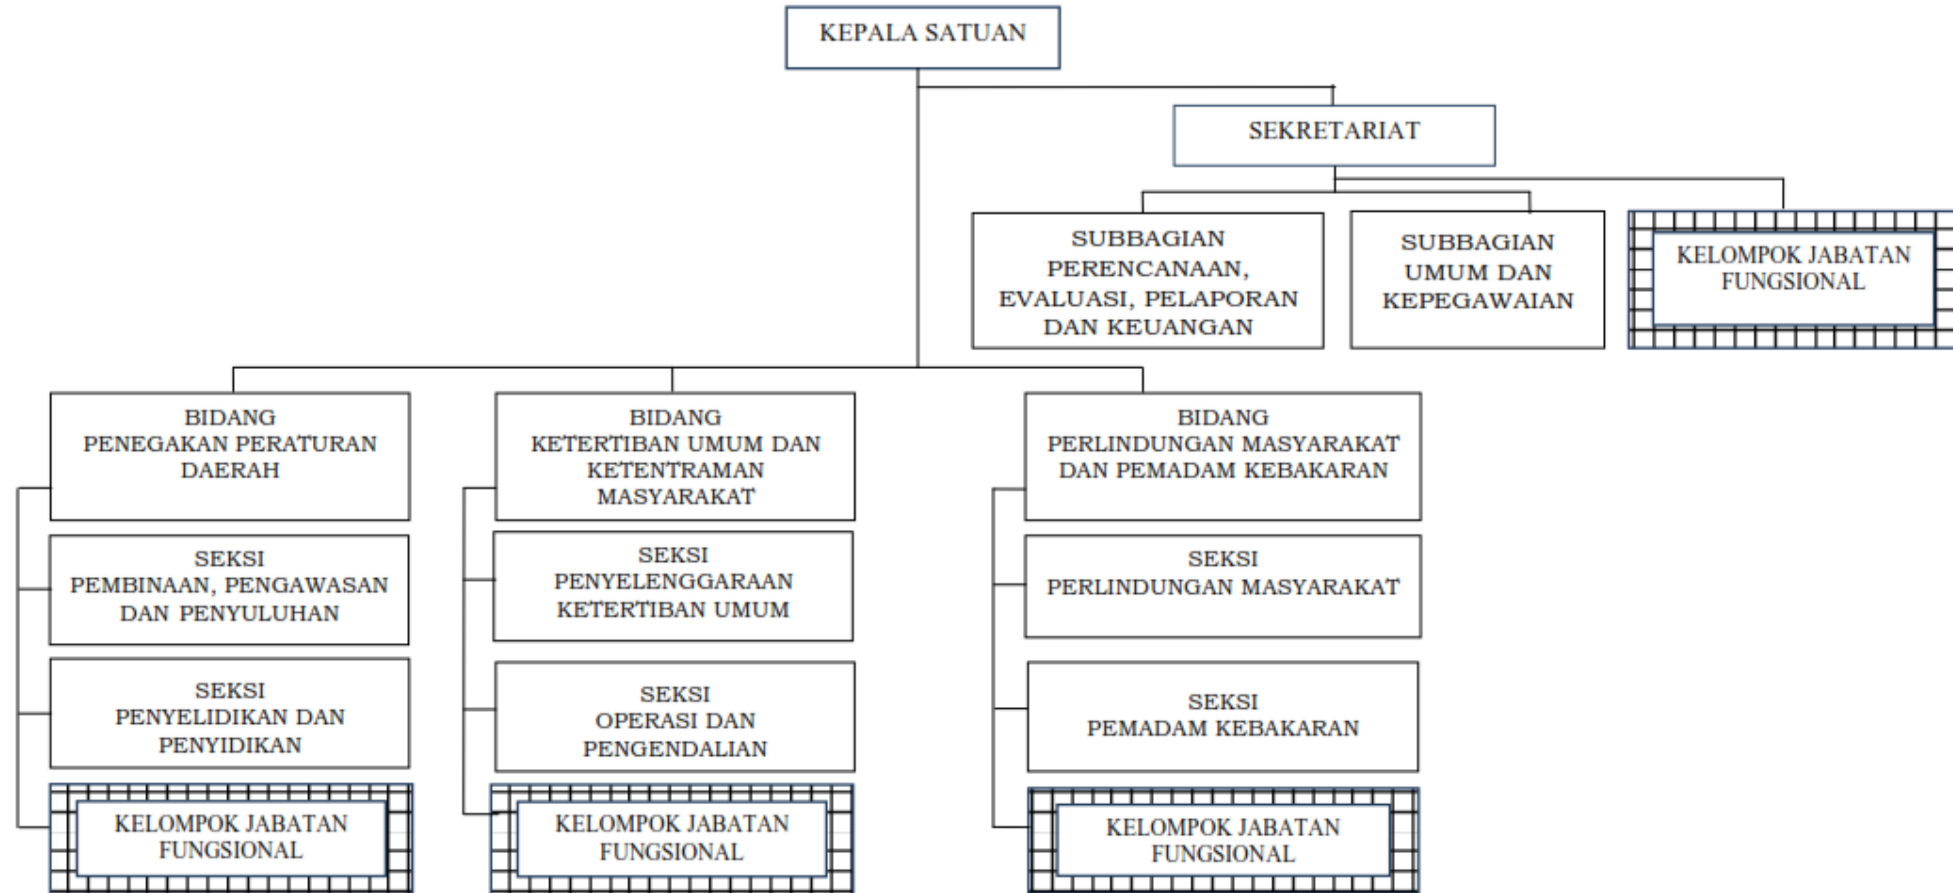 KEPALA SATUAN
SEKRETARIAT
SUBBAGIAN
PERENCANAAN,
EVALUASI, PELAPORAN
DAN KEUANGAN
SUBBAGIAN
UMUM DAN
KEPEGAWAIAN
KELOMPOK JABATAN
FUNGSIONAL
BIDANG
PENEGAKAN PERATURAN
DAERAH
SEKSI
PEMBINAAN, PENGAWASAN
DAN PENYULUHAN
SEKSI
PENYELIDIKAN DAN
PENYIDIKAN
KELOMPOK JABATAN
FUNGSIONAL
BIDANG
KETERTIBAN UMUM DAN
KETENTRAMAN
MASYARAKAT
SEKSI
PENYELENGGARAAN
KETERTIBAN UMUM
SEKSI
OPERASI DAN
PENGENDALIAN
KELOMPOK JABATAN
FUNGSIONAL
BIDANG
PERLINDUNGAN MASYARAKAT
DAN PEMADAM KEBAKARAN
SEKSI
PERLINDUNGAN MASYARAKAT
SEKSI
PEMADAM KEBAKARAN
KELOMPOK JABATAN
FUNGSIONAL